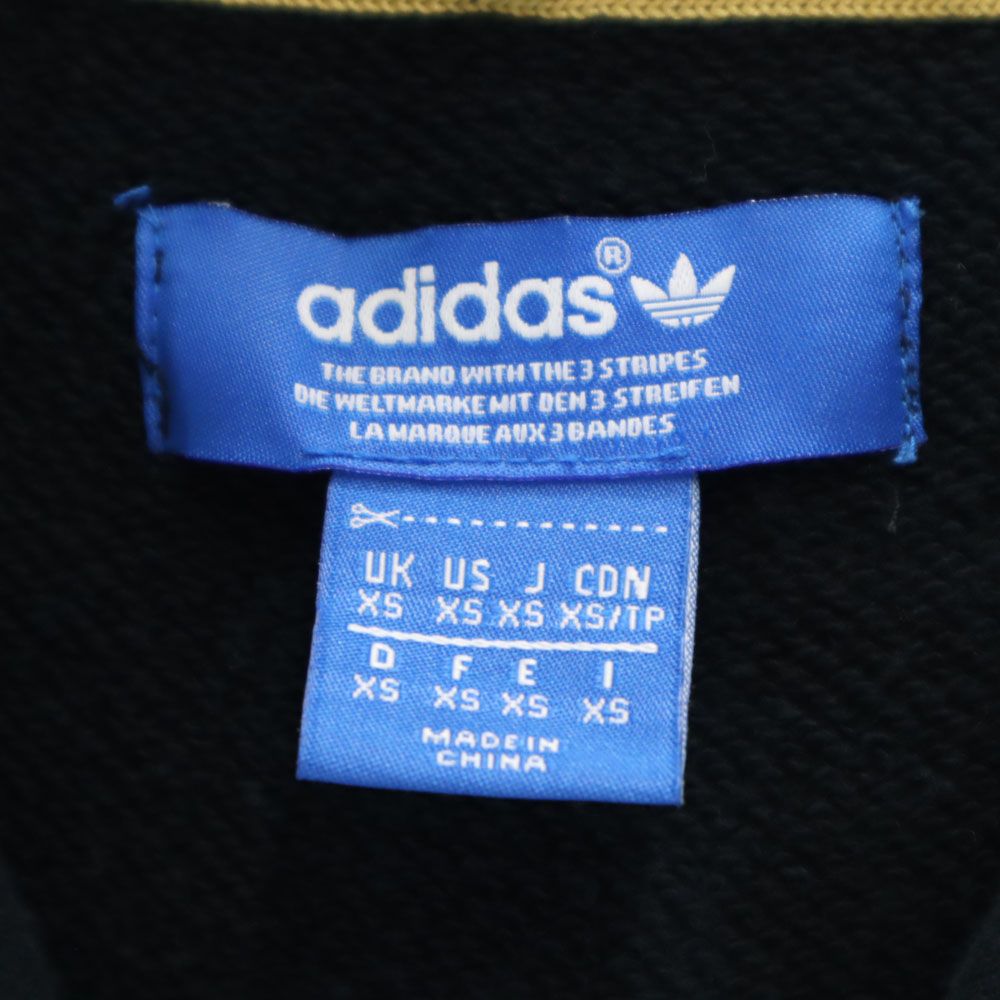 adidas®
THE BRAND WITH THE 3 STRIPES
DIE WELTMARKE MIT DEN 3 STREIFEN
LA MARQUE AUX 3 BANDES
UK US J CDN
XS XS XS XS/TP
D F E I
XS XS XS XS
MADE IN
CHINA